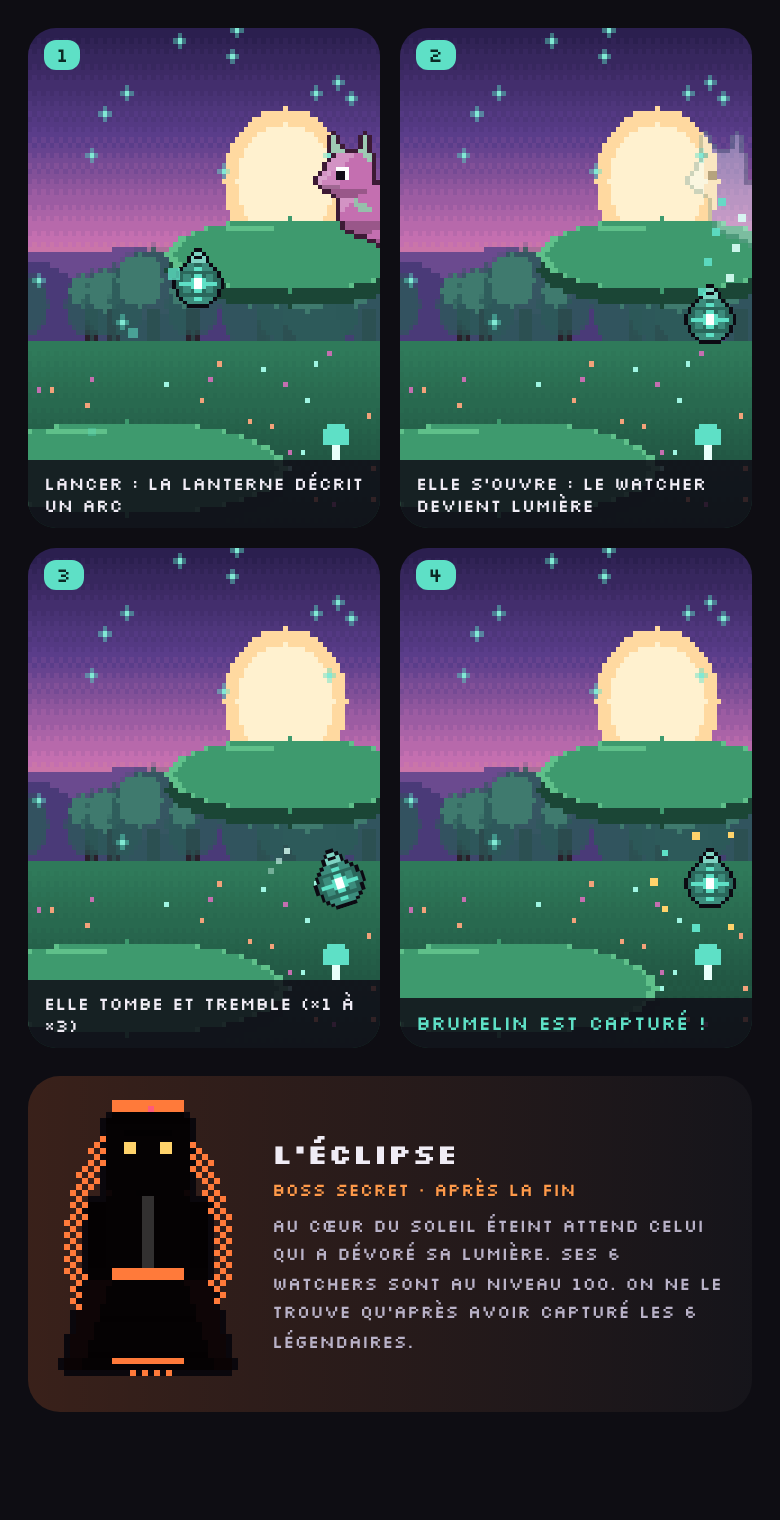 1
LANCER : LA LANTERNE DÉCRIT
UN ARC
2
ELLE S'OUVRE : LE WATCHER
DEVIENT LUMIÈRE
3
ELLE TOMBE ET TREMBLE (×1 À
×3)
4
BRUMELIN EST CAPTURÉ !
L'ÉCLIPSE
BOSS SECRET · APRÈS LA FIN
AU CŒUR DU SOLEIL ÉTEINT ATTEND CELUI
QUI A DÉVORÉ SA LUMIÈRE. SES 6
WATCHERS SONT AU NIVEAU 100. ON NE LE
TROUVE QU'APRÈS AVOIR CAPTURÉ LES 6
LÉGENDAIRES.